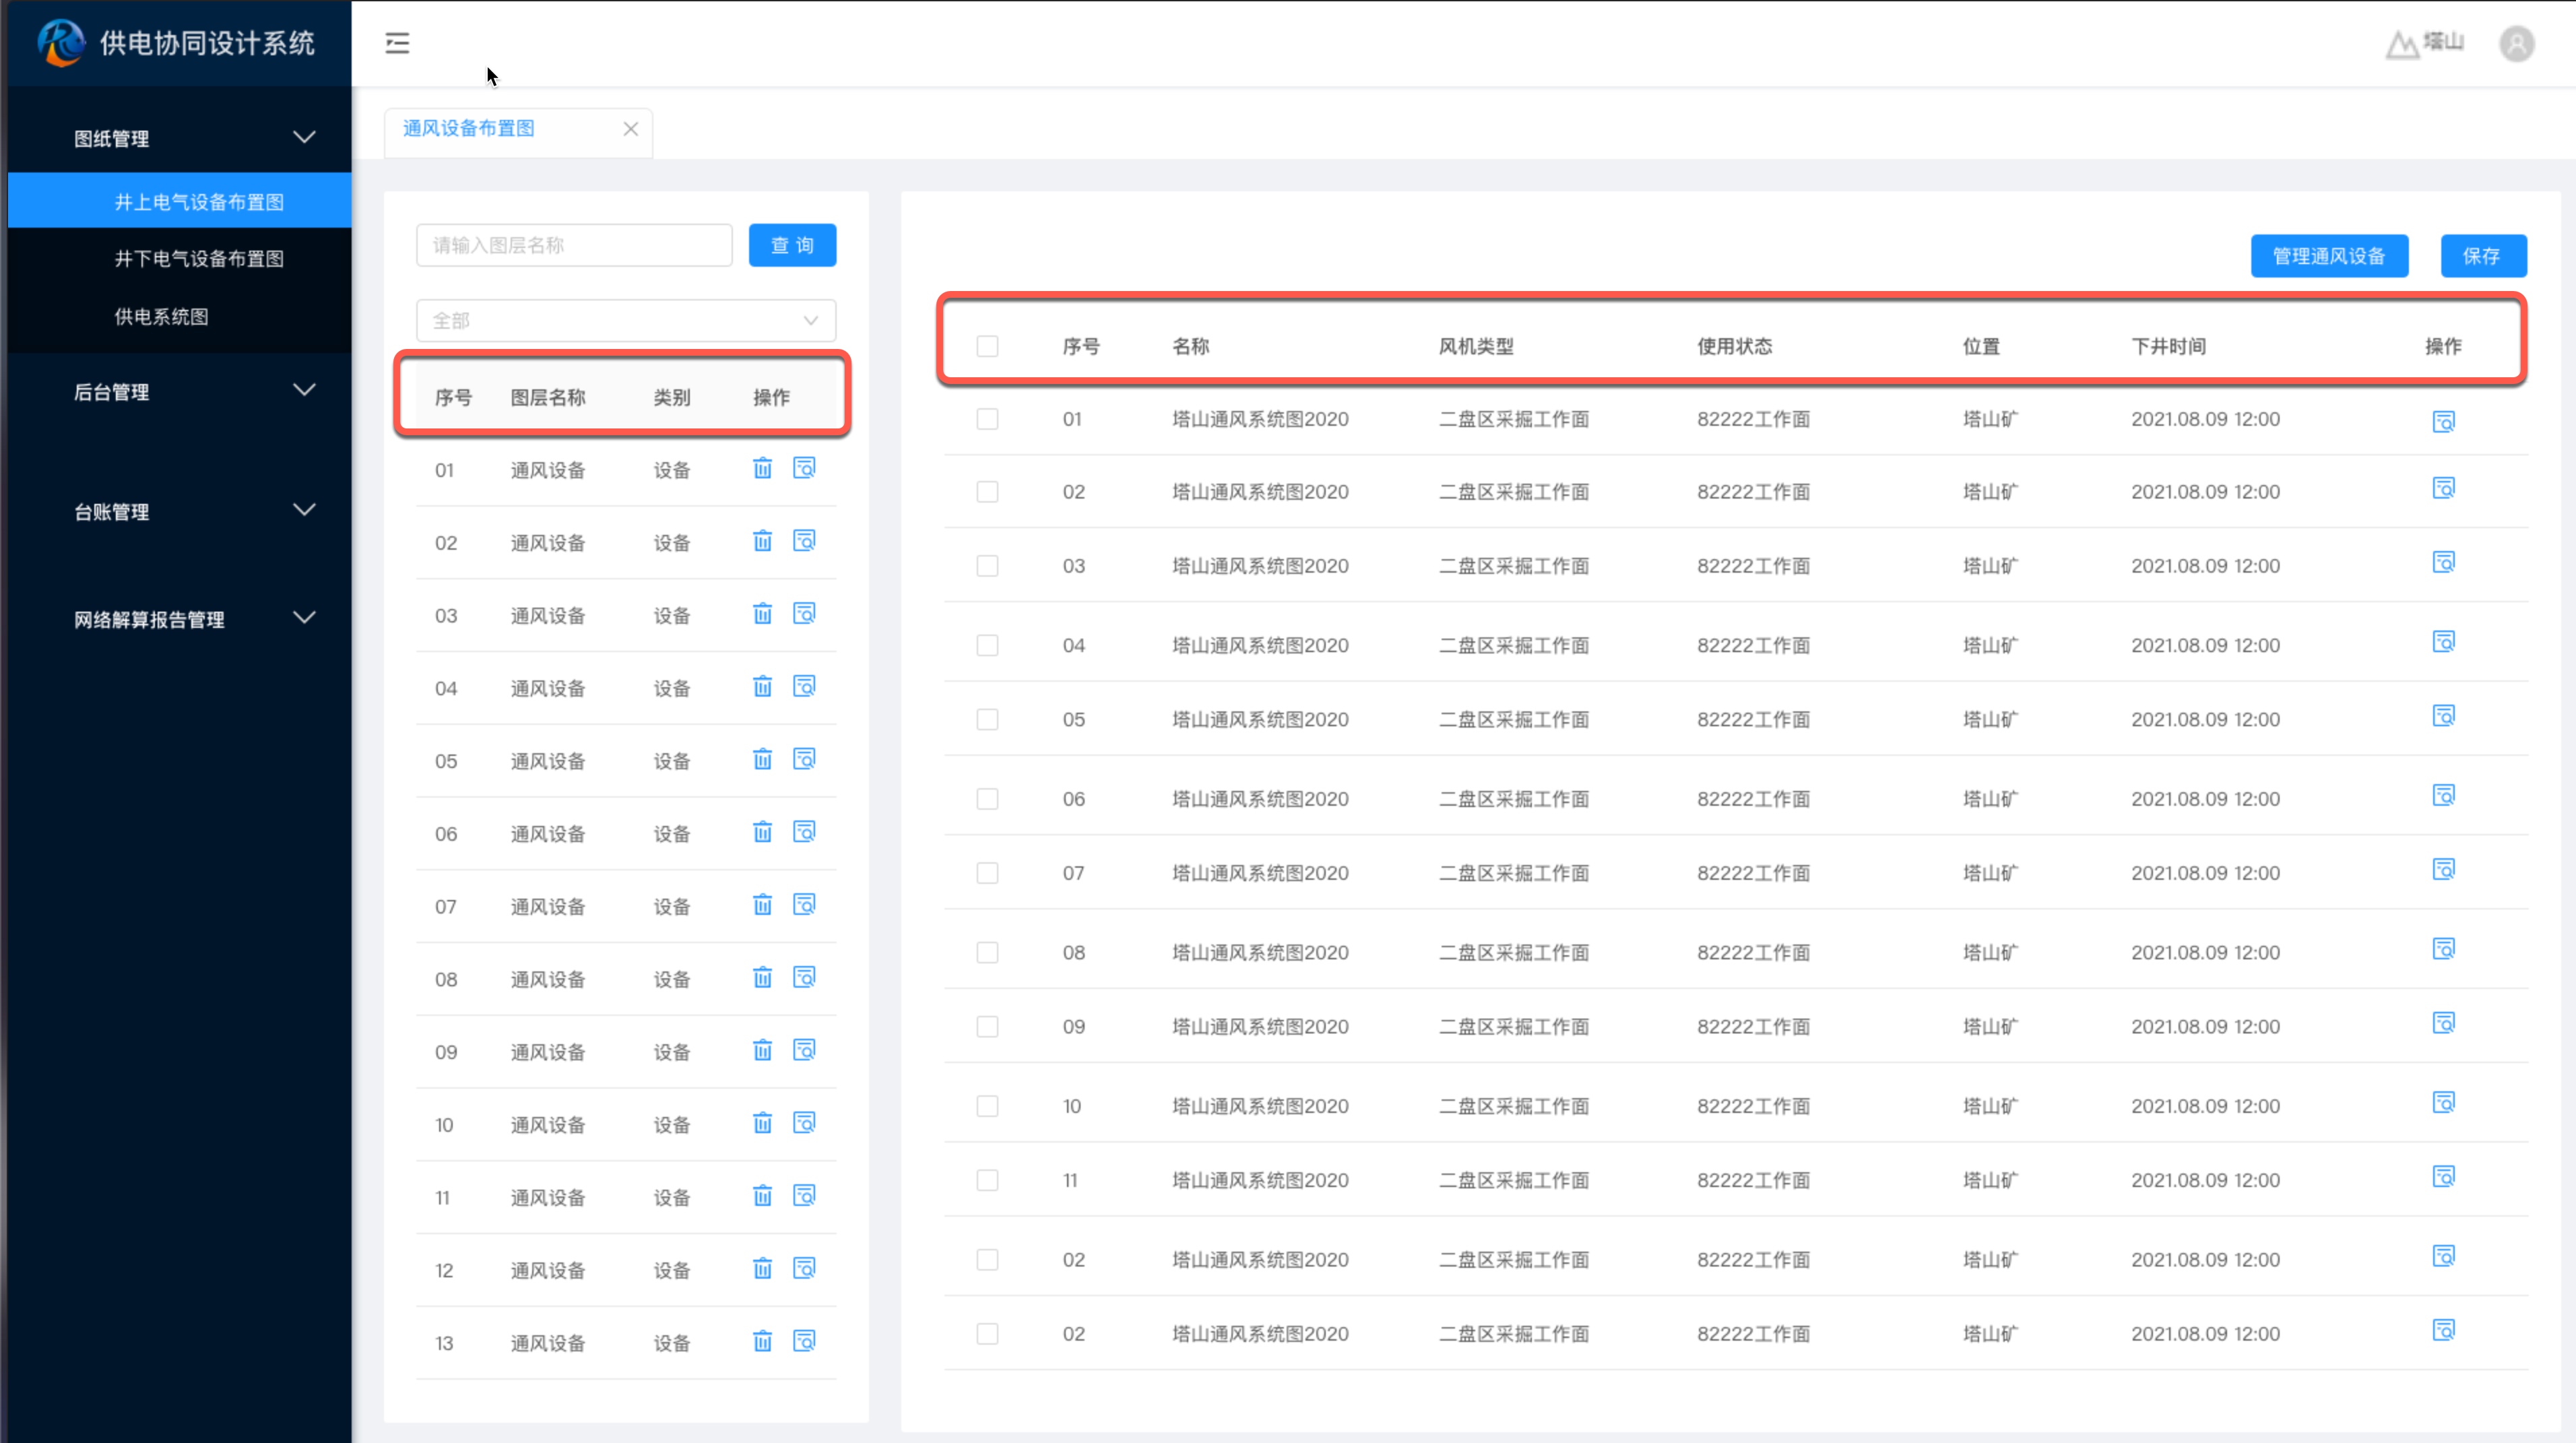 供电协同设计系统
塔山
图纸管理
井上电气设备布置图
井下电气设备布置图
供电系统图
后台管理
台账管理
网络解算报告管理
通风设备布置图
请输入图层名称 查 询
全部
序号 图层名称 类别 操作
01 通风设备 设备
02 通风设备 设备
03 通风设备 设备
04 通风设备 设备
05 通风设备 设备
06 通风设备 设备
07 通风设备 设备
08 通风设备 设备
09 通风设备 设备
10 通风设备 设备
11 通风设备 设备
12 通风设备 设备
13 通风设备 设备
管理通风设备 保存
序号 名称 风机类型 使用状态 位置 下井时间 操作
01 塔山通风系统图2020 二盘区采掘工作面 82222工作面 塔山矿 2021.08.09 12:00
02 塔山通风系统图2020 二盘区采掘工作面 82222工作面 塔山矿 2021.08.09 12:00
03 塔山通风系统图2020 二盘区采掘工作面 82222工作面 塔山矿 2021.08.09 12:00
04 塔山通风系统图2020 二盘区采掘工作面 82222工作面 塔山矿 2021.08.09 12:00
05 塔山通风系统图2020 二盘区采掘工作面 82222工作面 塔山矿 2021.08.09 12:00
06 塔山通风系统图2020 二盘区采掘工作面 82222工作面 塔山矿 2021.08.09 12:00
07 塔山通风系统图2020 二盘区采掘工作面 82222工作面 塔山矿 2021.08.09 12:00
08 塔山通风系统图2020 二盘区采掘工作面 82222工作面 塔山矿 2021.08.09 12:00
09 塔山通风系统图2020 二盘区采掘工作面 82222工作面 塔山矿 2021.08.09 12:00
10 塔山通风系统图2020 二盘区采掘工作面 82222工作面 塔山矿 2021.08.09 12:00
11 塔山通风系统图2020 二盘区采掘工作面 82222工作面 塔山矿 2021.08.09 12:00
02 塔山通风系统图2020 二盘区采掘工作面 82222工作面 塔山矿 2021.08.09 12:00
02 塔山通风系统图2020 二盘区采掘工作面 82222工作面 塔山矿 2021.08.09 12:00